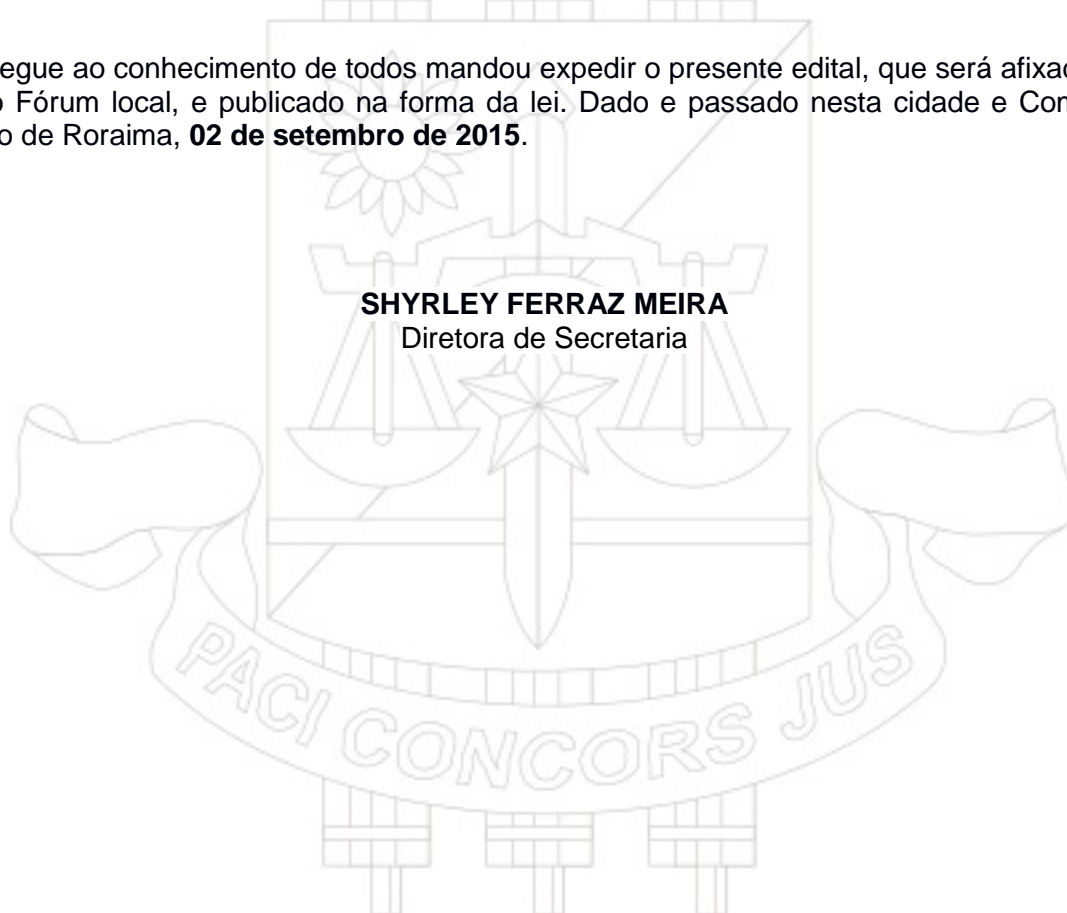 egue ao conhecimento de todos mandou expedir o presente edital, que será afixa
o Fórum local, e publicado na forma da lei. Dado e passado nesta cidade e Co
o de Roraima, 02 de setembro de 2015.
SHYRLEY FERRAZ MEIRA
Diretora de Secretaria
PACI CONCORS JUS